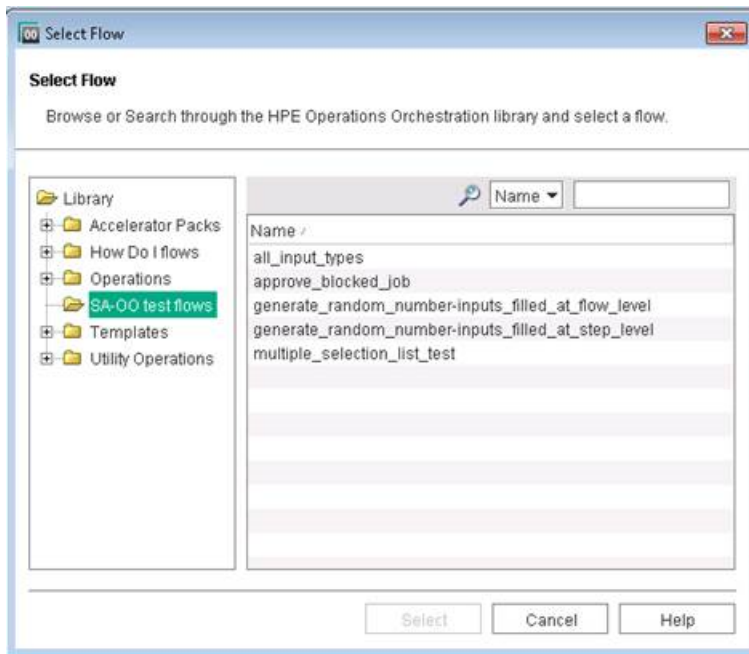 OO Select Flow
Select Flow
Browse or Search through the HPE Operations Orchestration library and select a flow.
Library
Accelerator Packs
How Do I flows
Operations
SA-OO test flows
Templates
Utility Operations
Name
Name
all_input_types
approve_blocked_job
generate_random_number-inputs_filled_at_flow_level
generate_random_number-inputs_filled_at_step_level
multiple_selection_list_test
Select Cancel Help